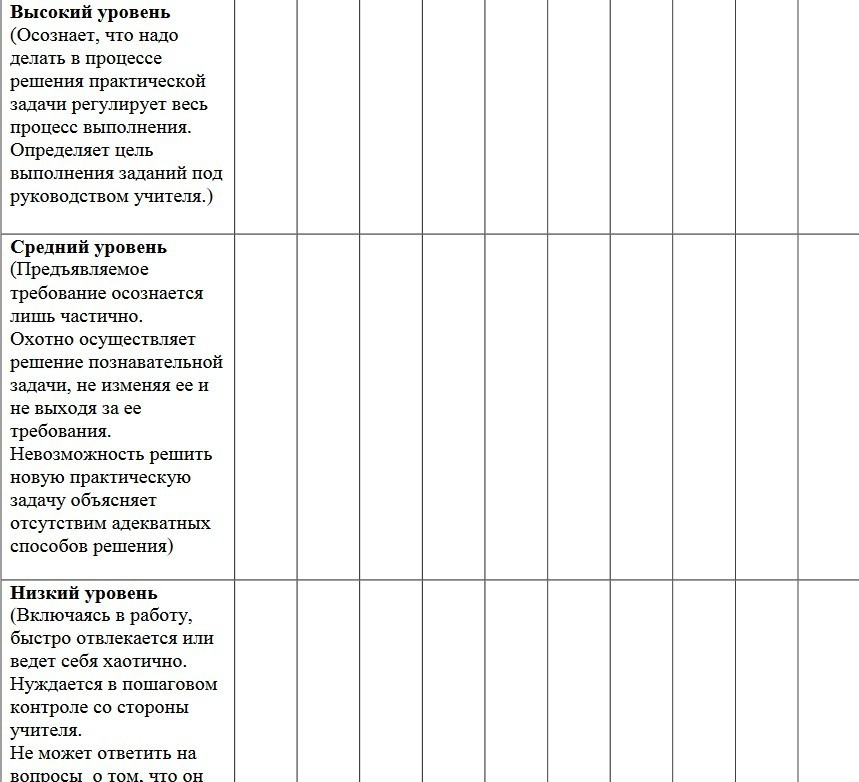 Высокий уровень
(Осознает, что надо
делать в процессе
решения практической
задачи регулирует весь
процесс выполнения.
Определяет цель
выполнения заданий под
руководством учителя.)
Средний уровень
(Предъявляемое
требование осознается
лишь частично.
Охотно осуществляет
решение познавательной
задачи, не изменяя ее и
не выходя за ее
требования.
Невозможность решить
новую практическую
задачу объясняет
отсутствим адекватных
способов решения)
Низкий уровень
(Включаясь в работу,
быстро отвлекается или
ведет себя хаотично.
Нуждается в пошаговом
контроле со стороны
учителя.
Не может ответить на
вопросы о том, что он